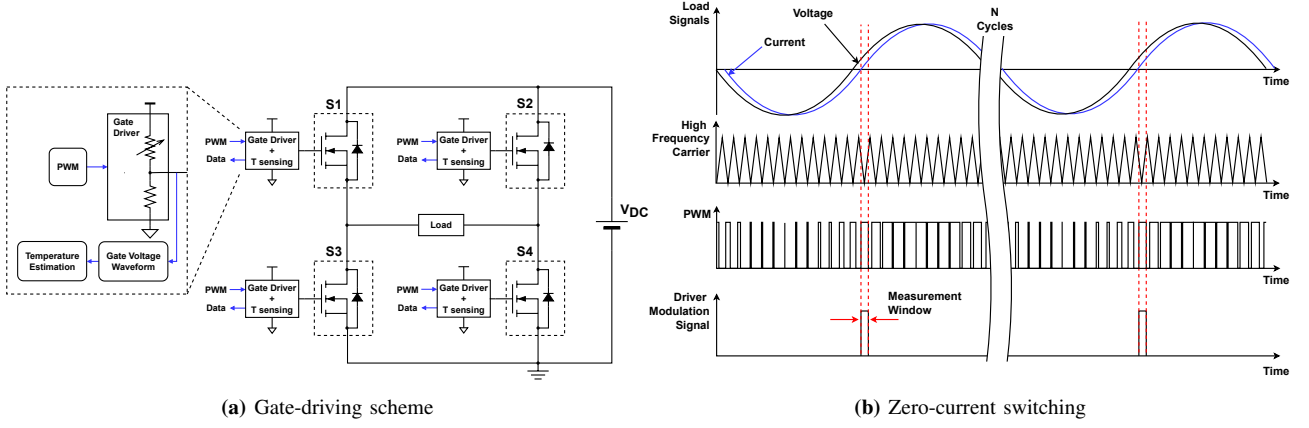 Gate
Driver
PWM
Temperature
Estimation
Gate Voltage
Waveform
S1
PWM
Data
Gate Driver
+
T sensing
S2
PWM
Data
Gate Driver
+
T sensing
Load
VDC
S3
PWM
Data
Gate Driver
+
T sensing
S4
PWM
Data
Gate Driver
+
T sensing
(a) Gate-driving scheme
Load
Signals
Voltage
Current
N
Cycles
Time
High
Frequency
Carrier
Time
PWM
Time
Driver
Modulation
Signal
Measurement
Window
Time
(b) Zero-current switching